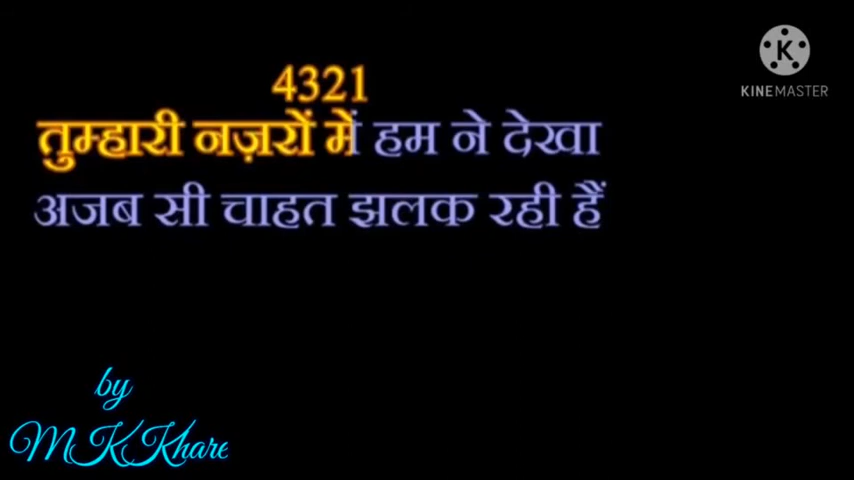 4321
तुम्हारी नज़रों में हम ने देखा
अजब सी चाहत झलक रही हैं
KINEMASTER
by
MKKhare